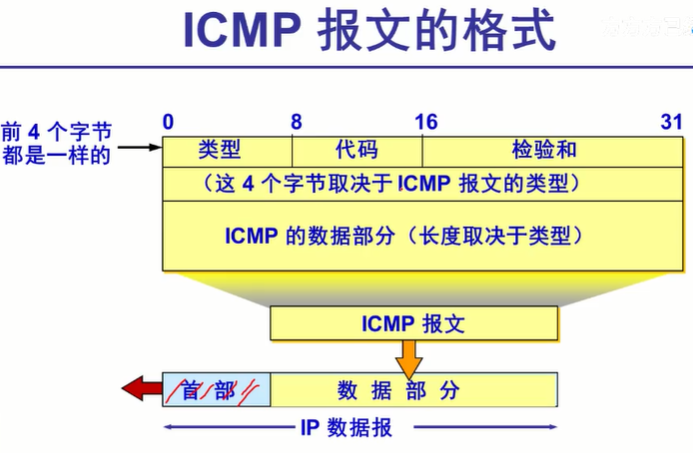 ICMP 报文的格式
0 8 16 31
前 4 个字节
都是一样的
类型 代码 检验和
（这 4 个字节取决于 ICMP 报文的类型）
ICMP 的数据部分（长度取决于类型）
ICMP 报文
首部 数据部分
IP 数据报